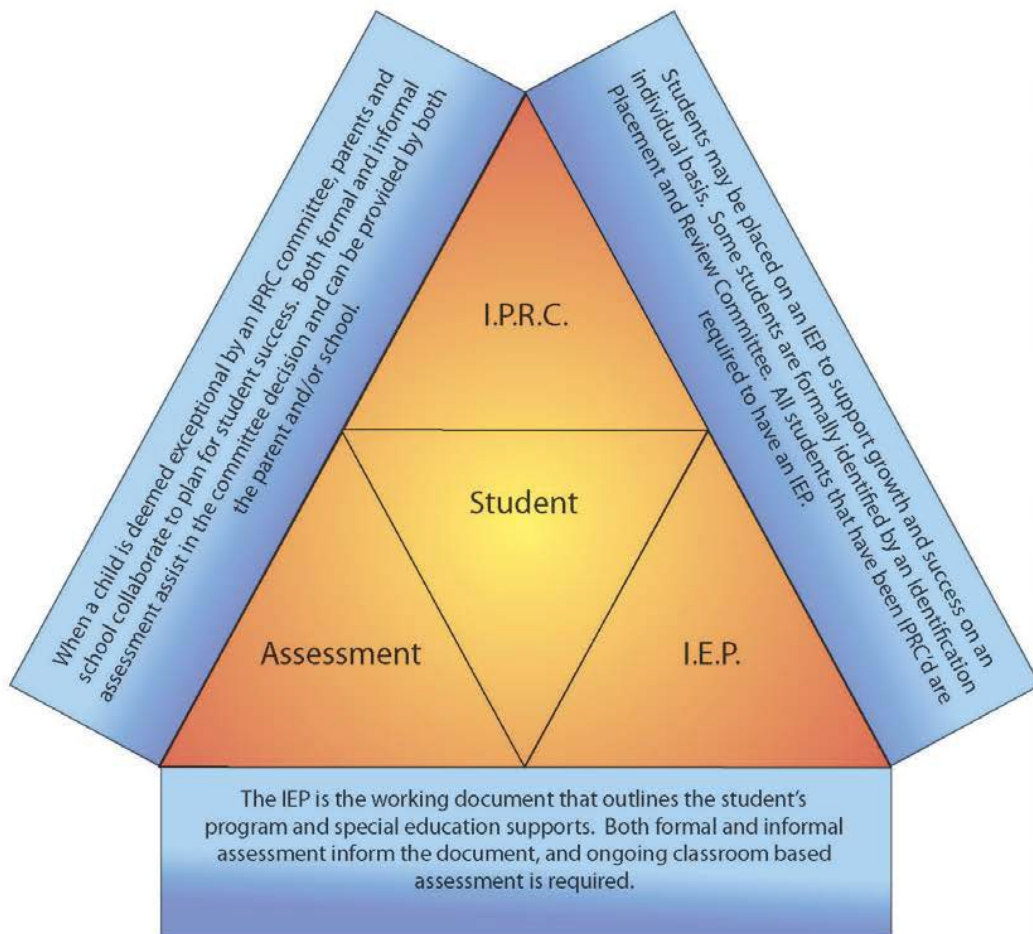 When a child is deemed exceptional by an IPRC committee, parents and
school collaborate to plan for student success.  Both formal and informal
assessment assist in the committee decision and can be provided by both
the parent and/or school.
Students may be placed on an IEP to support growth and success on an
individual basis.  Some students are formally identified by an Identification
Placement and Review Committee.  All students that have been IPRC'd are
required to have an IEP.
I.P.R.C.
Student
Assessment
I.E.P.
The IEP is the working document that outlines the student's
program and special education supports.  Both formal and informal
assessment inform the document, and ongoing classroom based
assessment is required.